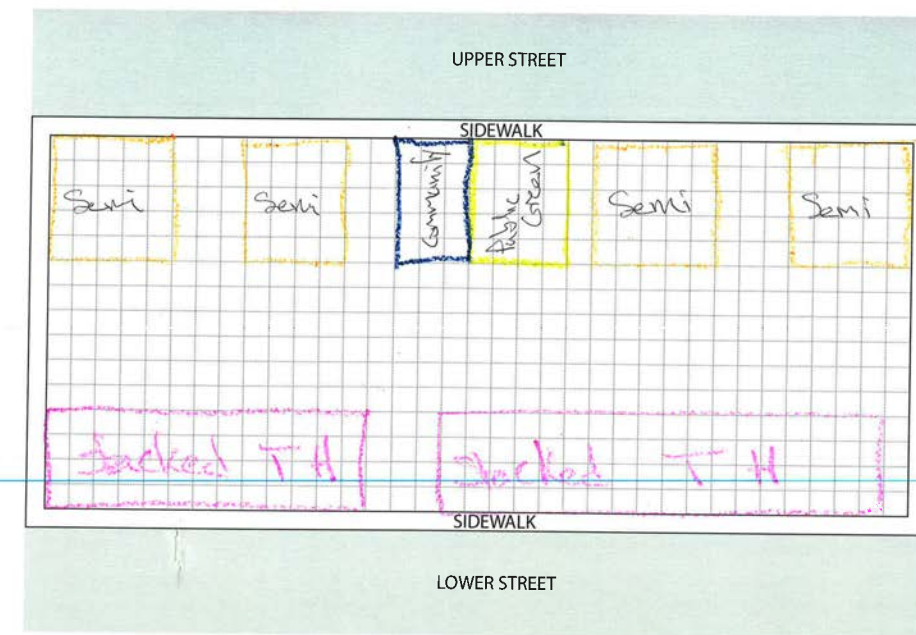 UPPER STREET
SIDEWALK
Semi
Semi
Community
Public
Green
Semi
Semi
Stacked TH
Stacked TH
SIDEWALK
LOWER STREET